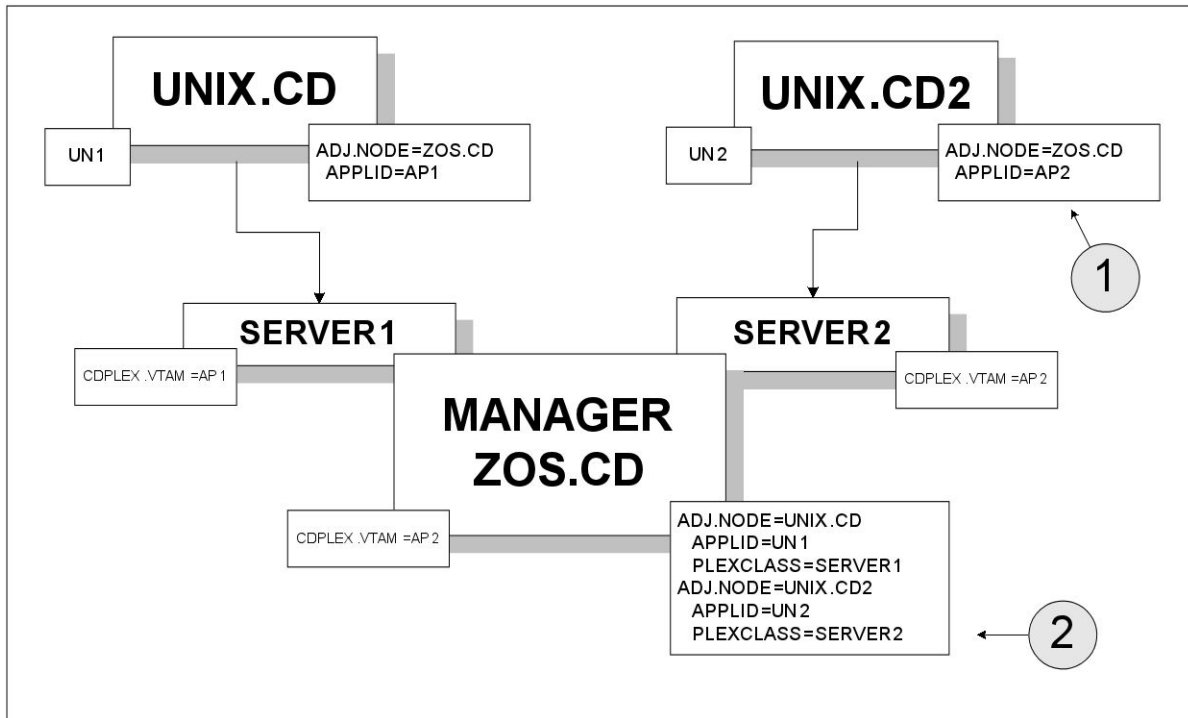 UNIX.CD
UNIX.CD2
UN1
ADJ.NODE=ZOS.CD
APPLID=AP1
UN2
ADJ.NODE=ZOS.CD
APPLID=AP2
1
SERVER1
SERVER2
CDPLEX .VTAM =AP1
CDPLEX .VTAM =AP2
MANAGER
ZOS.CD
CDPLEX .VTAM =AP2
ADJ.NODE=UNIX.CD
APPLID=UN1
PLEXCLASS=SERVER1
ADJ.NODE=UNIX.CD2
APPLID=UN2
PLEXCLASS=SERVER2
2